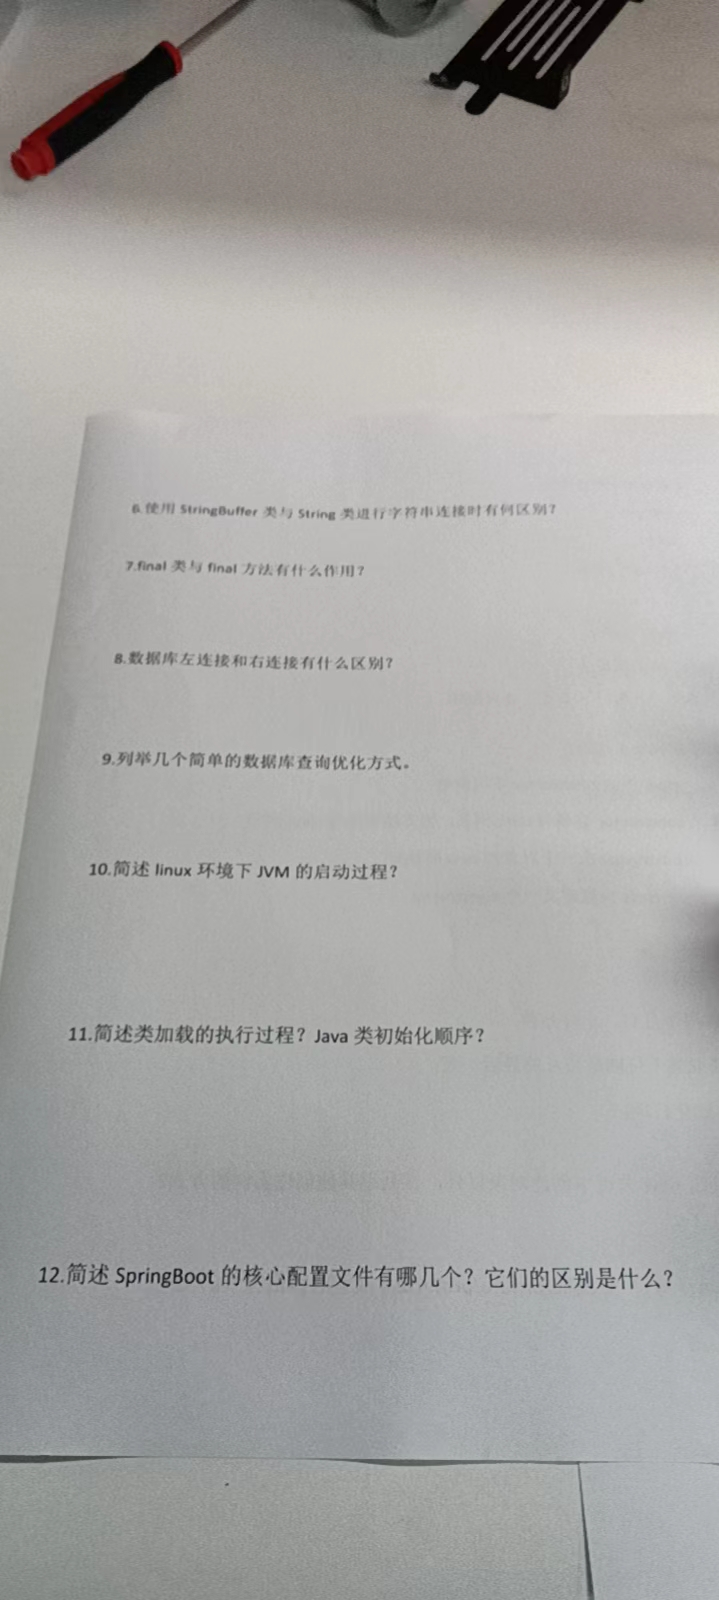 6.使用 StringBuffer 类与 String 类进行字符串连接时有何区别？
7.final 类与 final 方法有什么作用？
8.数据库左连接和右连接有什么区别？
9.列举几个简单的数据库查询优化方式。
10.简述 linux 环境下 JVM 的启动过程？
11.简述类加载的执行过程？Java 类初始化顺序？
12.简述 SpringBoot 的核心配置文件有哪几个？它们的区别是什么？